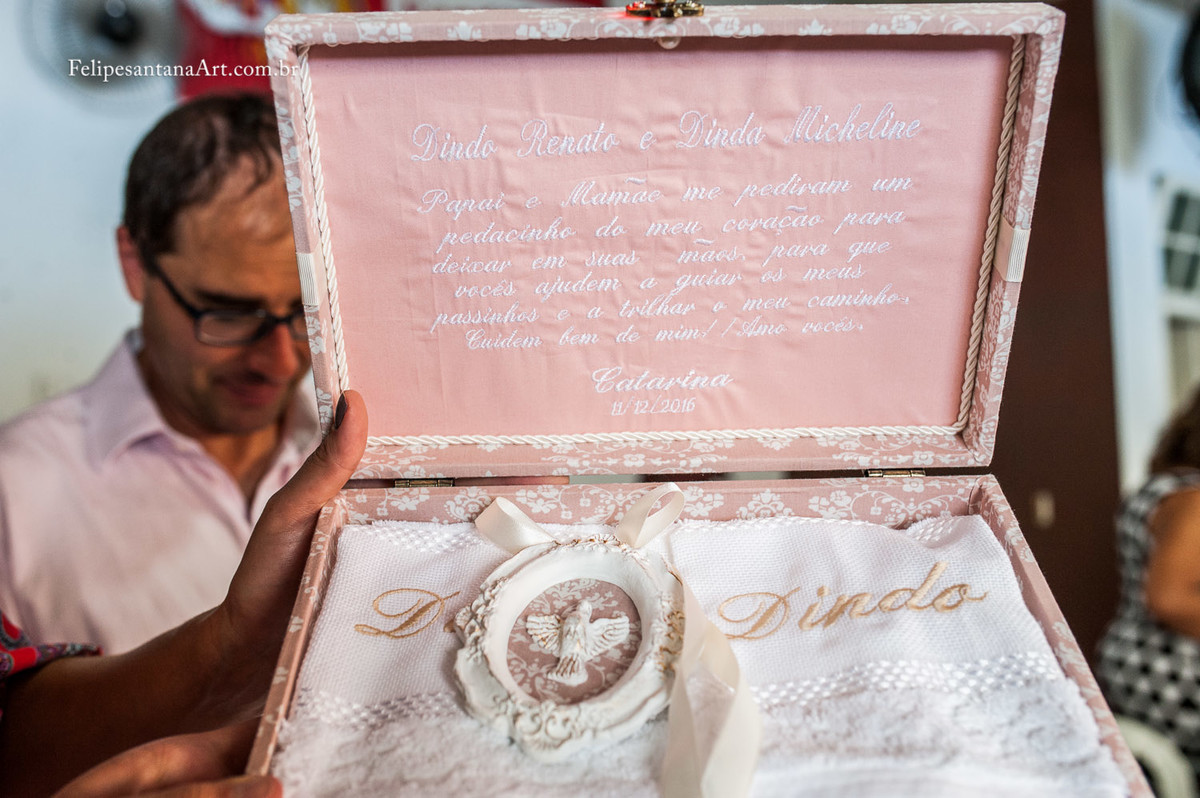 FelipesantanaArt.com.br
Dindo Renato e Dinda Micheline
Papai e Mamãe me pediram um
pedacinho do meu coração para
deixar em suas mãos, para que
vocês ajudem a guiar os meus
passinhos e a trilhar o meu caminho.
Cuidem bem de mim!!Amo vocês.
Catarina
11/12/2016
D
Dindo